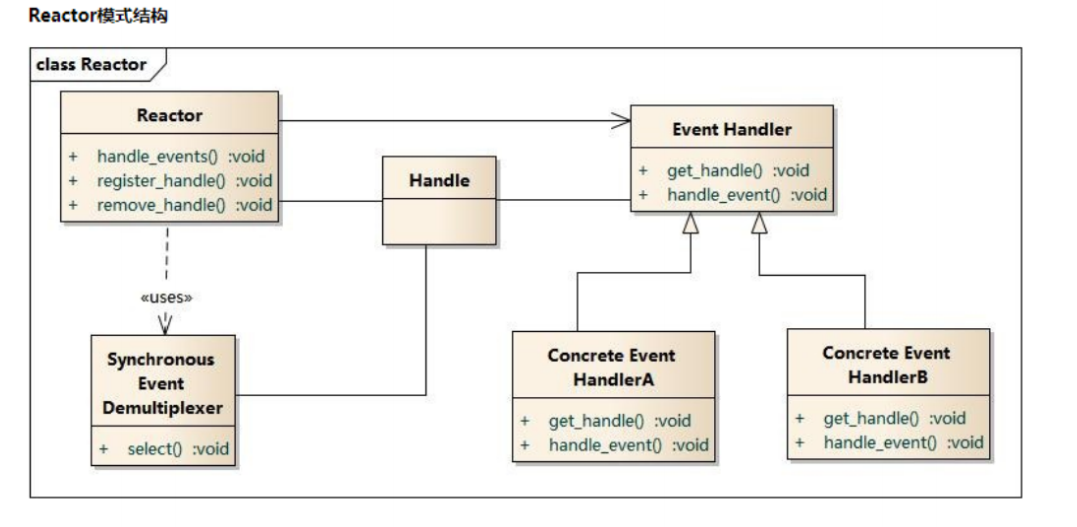 Reactor模式结构
class Reactor
Reactor
+ handle_events() :void
+ register_handle() :void
+ remove_handle() :void
Handle
Event Handler
+ get_handle() :void
+ handle_event() :void
«uses»
Synchronous
Event
Demultiplexer
+ select() :void
Concrete Event
HandlerA
+ get_handle() :void
+ handle_event() :void
Concrete Event
HandlerB
+ get_handle() :void
+ handle_event() :void